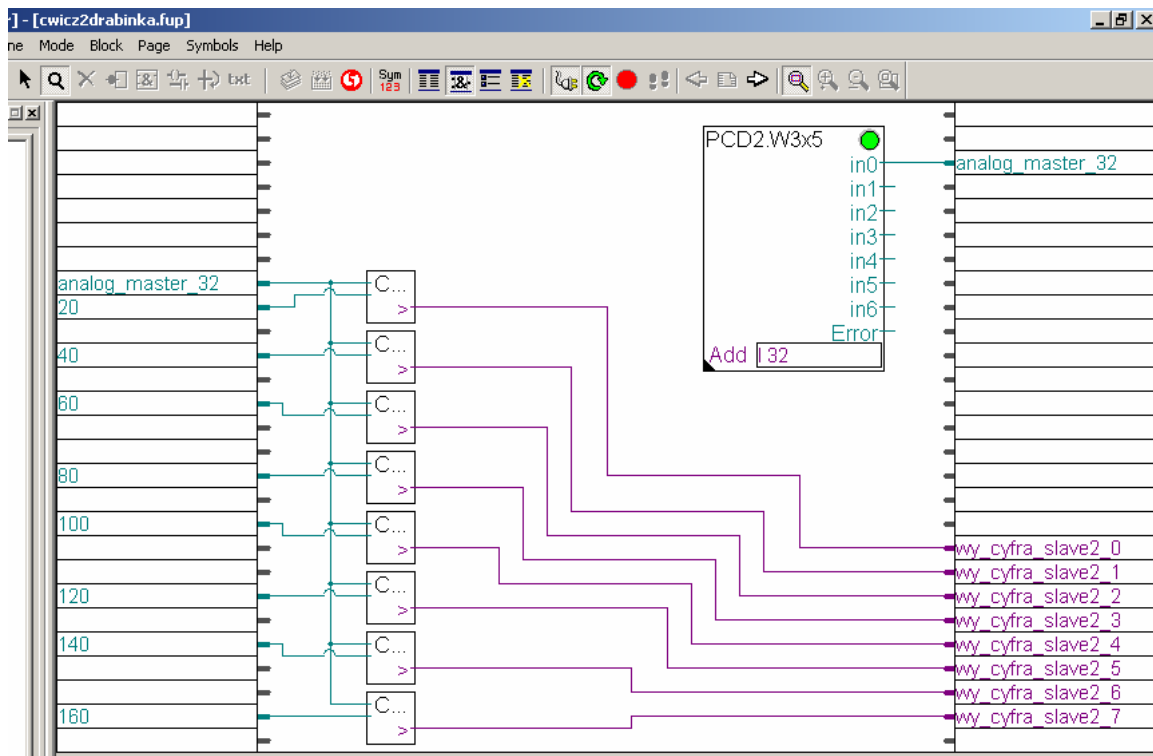 r] - [cwicz2drabinka.fup]
ne Mode Block Page Symbols Help
txt Sym 123
PCD2.W3x5
in0
analog_master_32
in1
in2
in3
in4
in5
in6
Error
Add I 32
analog_master_32
C...
20
>
C...
40
>
C...
60
>
C...
80
>
C...
100
>
C...
120
>
C...
140
>
C...
160
>
wy_cyfra_slave2_0
wy_cyfra_slave2_1
wy_cyfra_slave2_2
wy_cyfra_slave2_3
wy_cyfra_slave2_4
wy_cyfra_slave2_5
wy_cyfra_slave2_6
wy_cyfra_slave2_7